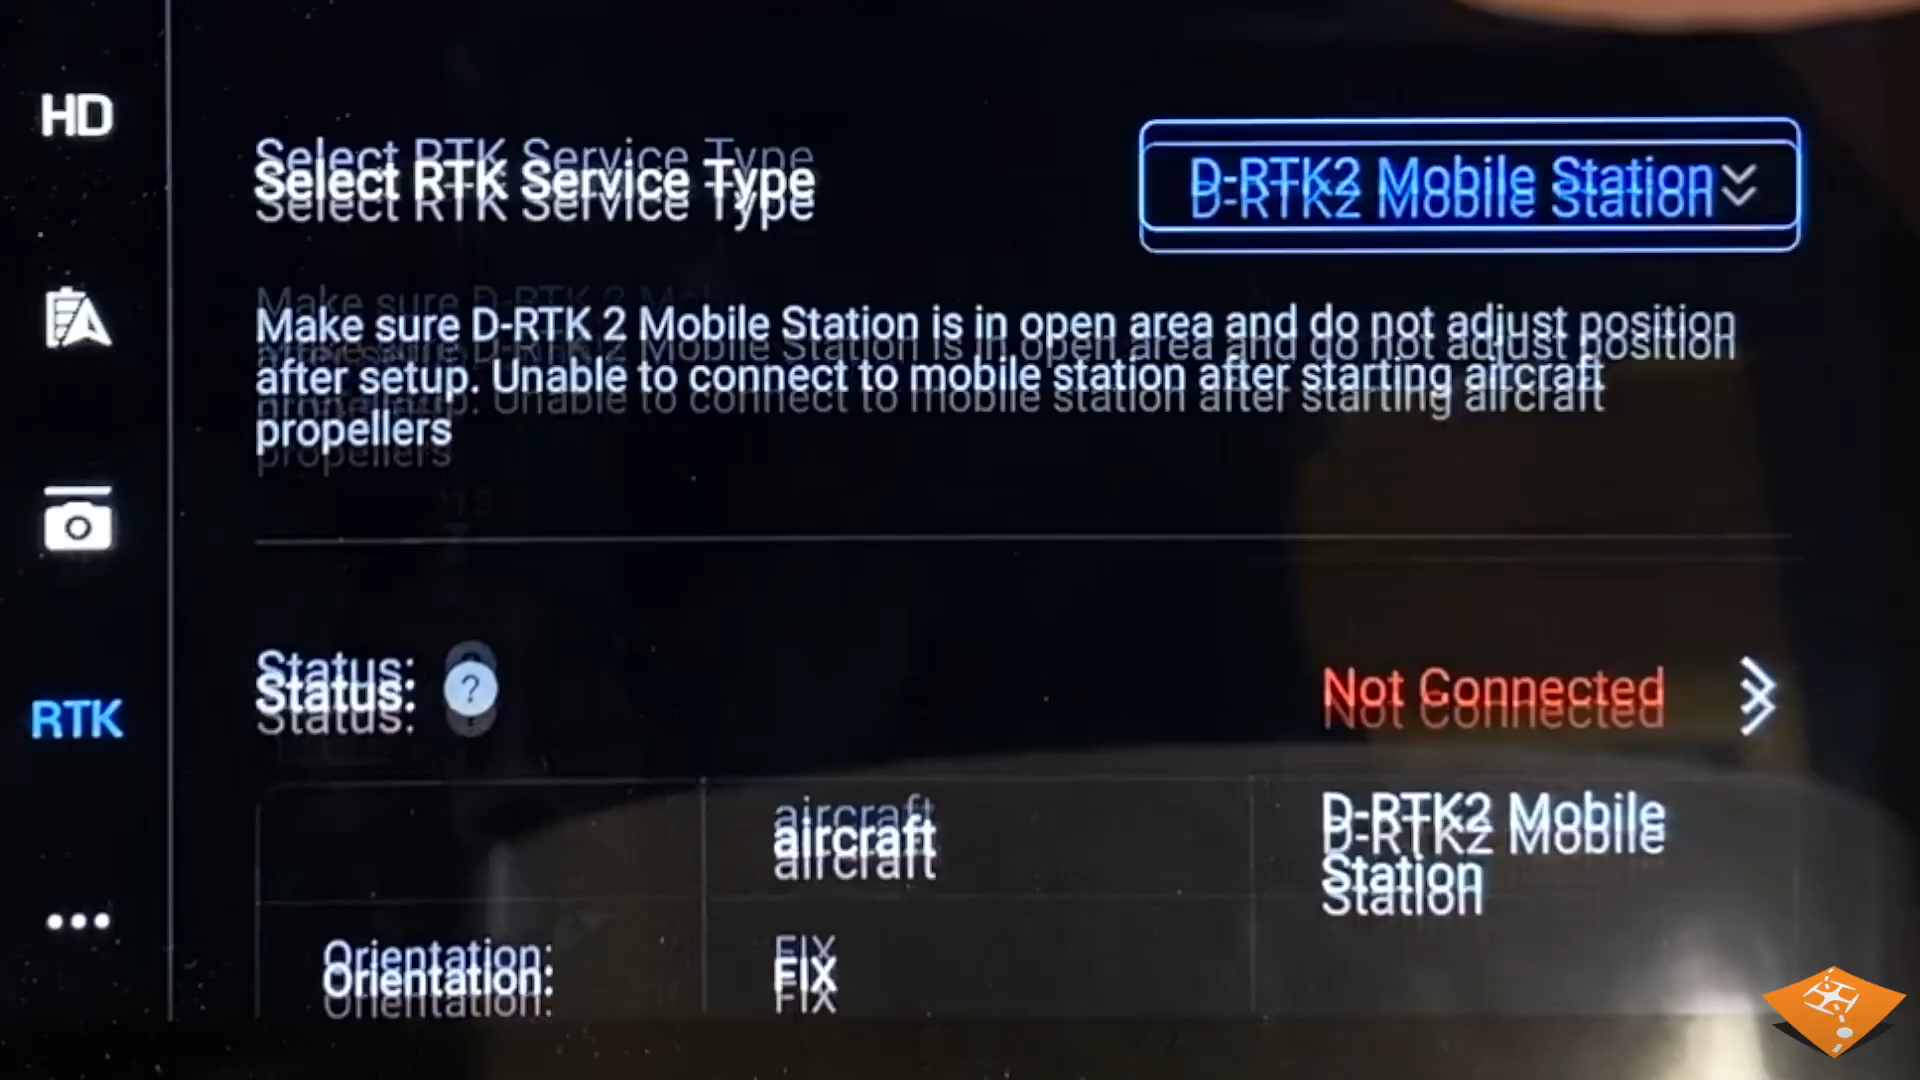 HD
Select RTK Service Type
D-RTK2 Mobile Station
Make sure D-RTK 2 Mobile Station is in open area and do not adjust position
after setup. Unable to connect to mobile station after starting aircraft
propellers
Status: ?
Not Connected
RTK
aircraft
D-RTK2 Mobile
Station
Orientation:
FIX